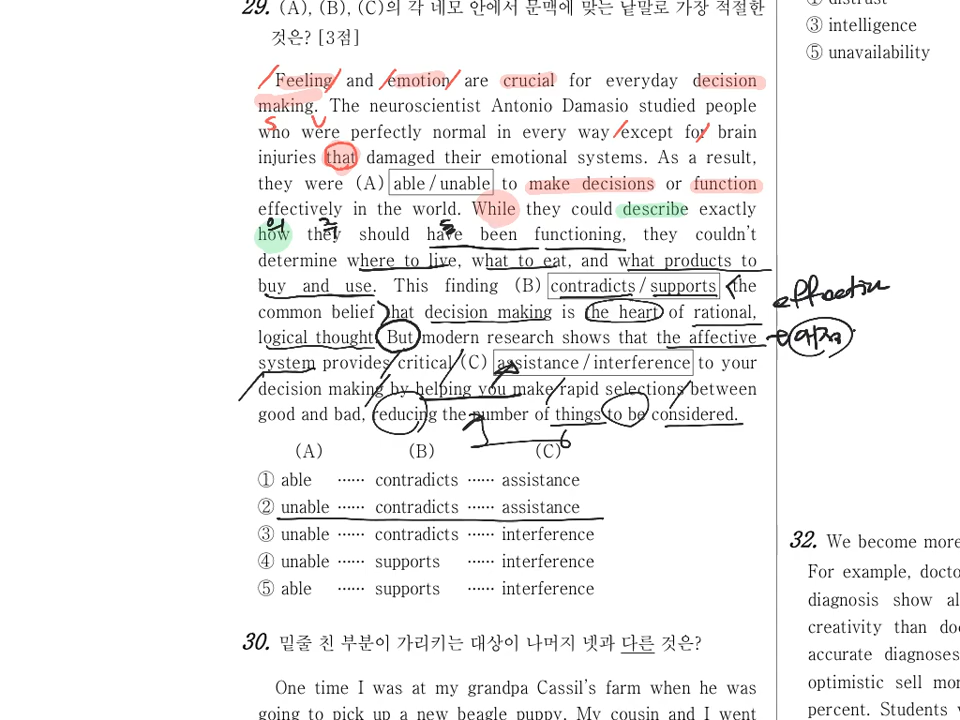 29. (A), (B), (C)의 각 네모 안에서 문맥에 맞는 낱말로 가장 적절한
것은? [3점]
Feeling and emotion are crucial for everyday decision
making. The neuroscientist Antonio Damasio studied people
S V
who were perfectly normal in every way except for brain
injuries that damaged their emotional systems. As a result,
they were (A) able / unable to make decisions or function
effectively in the world. While they could describe exactly
how they should have been functioning, they couldn't
determine where to live, what to eat, and what products to
buy and use. This finding (B) contradicts / supports the
common belief that decision making is the heart of rational,
logical thought. But modern research shows that the affective
system provides critical (C) assistance / interference to your
decision making by helping you make rapid selections between
good and bad, reducing the number of things to be considered.
(A) (B) (C)
① able ······ contradicts ······ assistance
② unable ······ contradicts ······ assistance
③ unable ······ contradicts ······ interference
④ unable ······ supports ······ interference
⑤ able ······ supports ······ interference
30. 밑줄 친 부분이 가리키는 대상이 나머지 넷과 다른 것은?
One time I was at my grandpa Cassil's farm when he was
going to pick up a new beagle puppy. My cousin and I went
① distrust
③ intelligence
⑤ unavailability
32. We become more
For example, docto
diagnosis show al
creativity than doc
accurate diagnoses
optimistic sell mor
percent. Students w